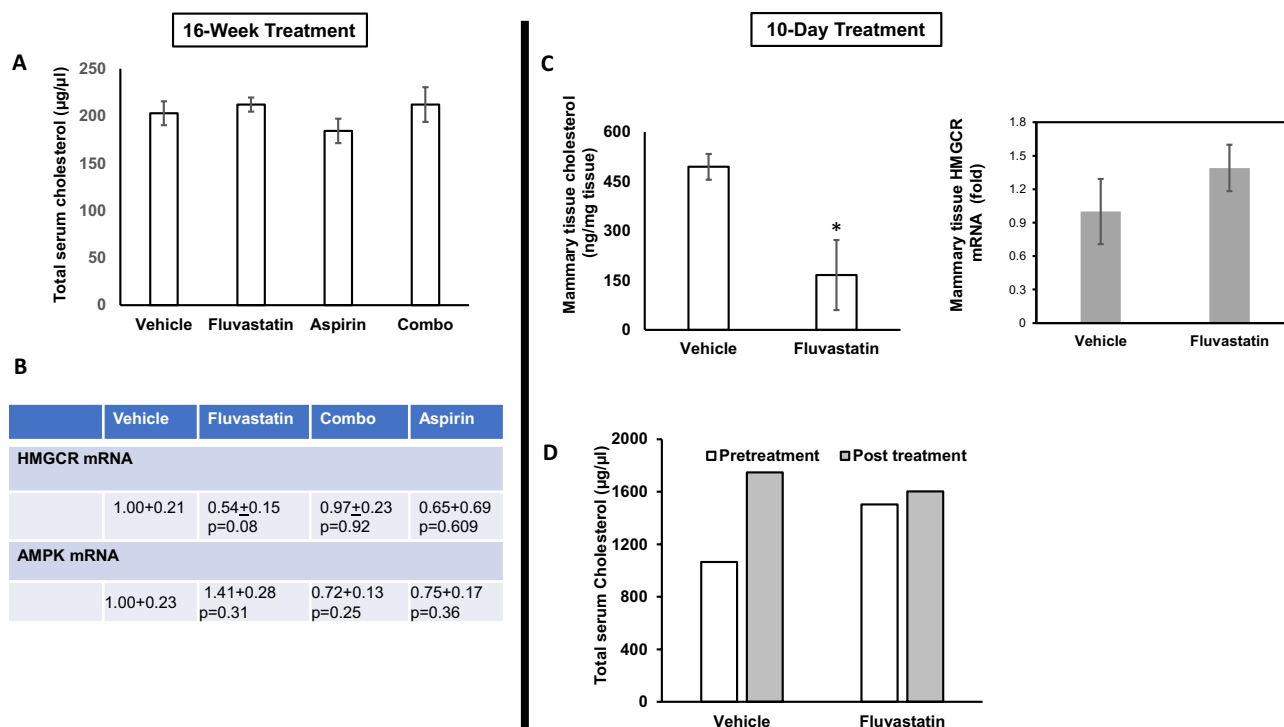 16-Week Treatment
A
Total serum cholesterol (µg/µl)
250
200
150
100
50
0
Vehicle Fluvastatin Aspirin Combo
B
Vehicle Fluvastatin Combo Aspirin
HMGCR mRNA
1.00+0.21 0.54±0.15 0.97±0.23 0.65+0.69
p=0.08 p=0.92 p=0.609
AMPK mRNA
1.00+0.23 1.41+0.28 0.72+0.13 0.75+0.17
p=0.31 p=0.25 p=0.36
10-Day Treatment
C
Mammary tissue cholesterol
(ng/mg tissue)
600
450
300
150
0
*
Vehicle Fluvastatin
Mammary tissue HMGCR
mRNA (fold)
1.8
1.5
1.2
0.9
0.6
0.3
0
Vehicle Fluvastatin
D
Total serum Cholesterol (µg/µl)
2000
1600
1200
800
400
0
Pretreatment Post treatment
Vehicle Fluvastatin